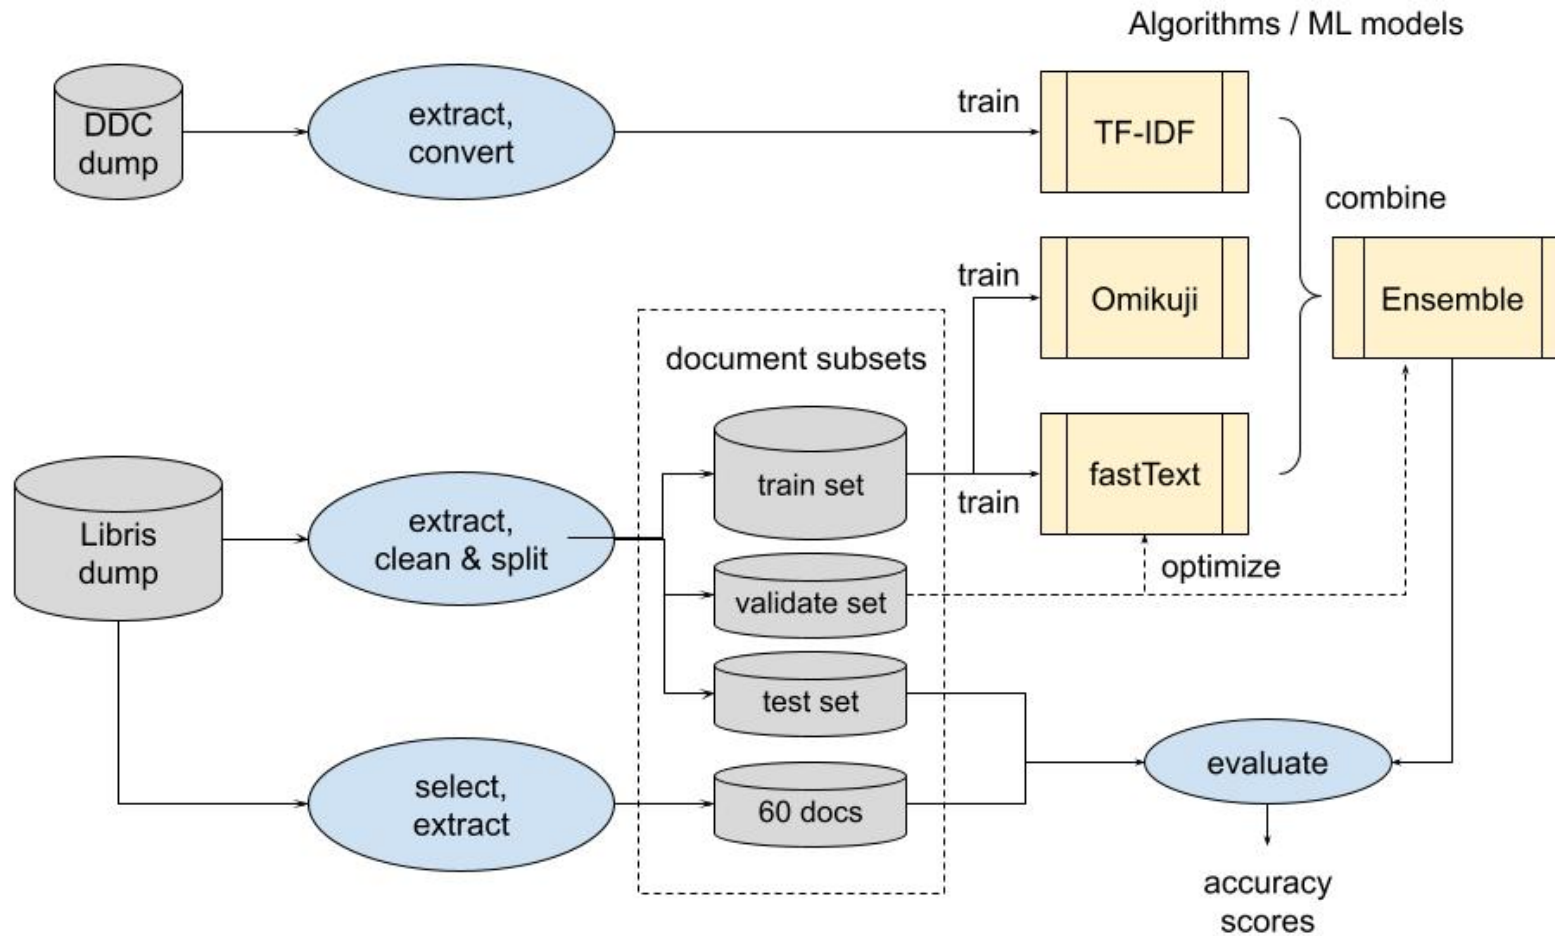 Algorithms / ML models
DDC
dump
extract,
convert
train
TF-IDF
combine
train
Omikuji
Ensemble
document subsets
train set
train
fastText
Libris
dump
extract,
clean & split
optimize
validate set
test set
select,
extract
60 docs
evaluate
accuracy
scores